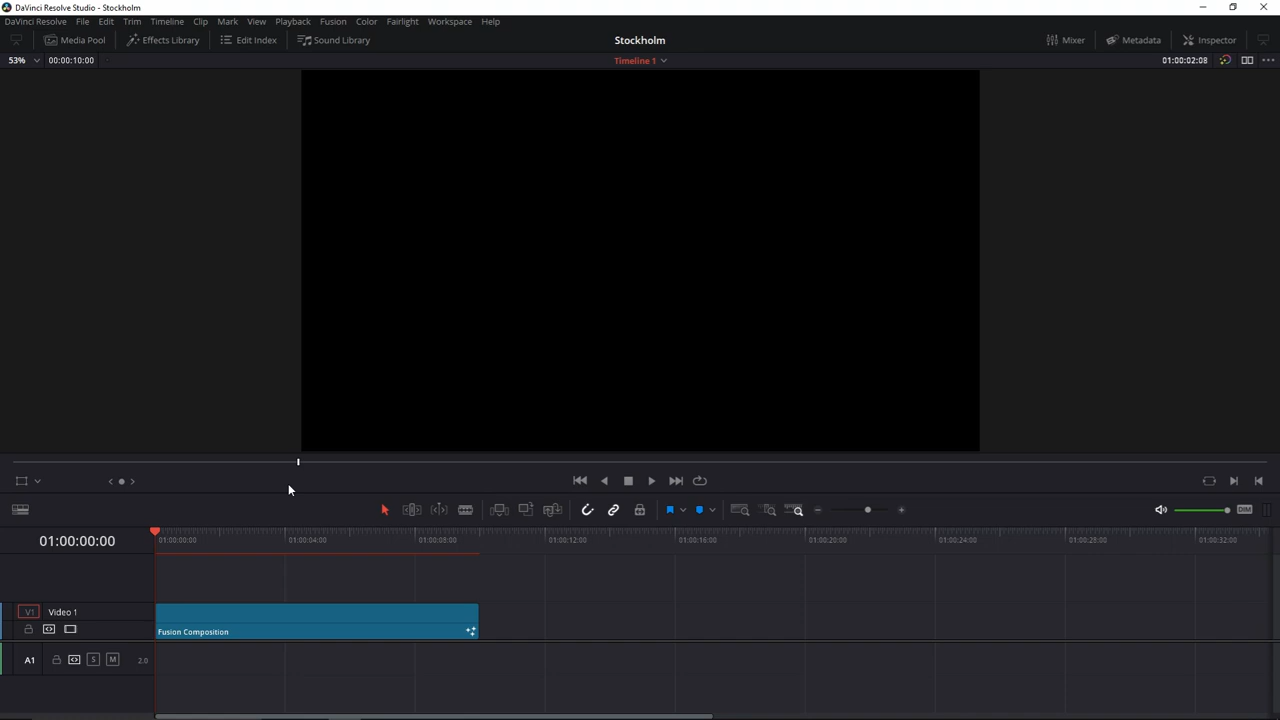 DaVinci Resolve Studio - Stockholm
DaVinci Resolve File Edit Trim Timeline Clip Mark View Playback Fusion Color Fairlight Workspace Help
Media Pool Effects Library Edit Index Sound Library Stockholm Mixer Metadata Inspector
53% 00:00:10:00 Timeline 1 01:00:02:08
DIM
01:00:00:00 01:00:00:00 01:00:04:00 01:00:08:00 01:00:12:00 01:00:16:00 01:00:20:00 01:00:24:00 01:00:28:00 01:00:32:00
V1 Video 1
Fusion Composition
A1 S M 2.0